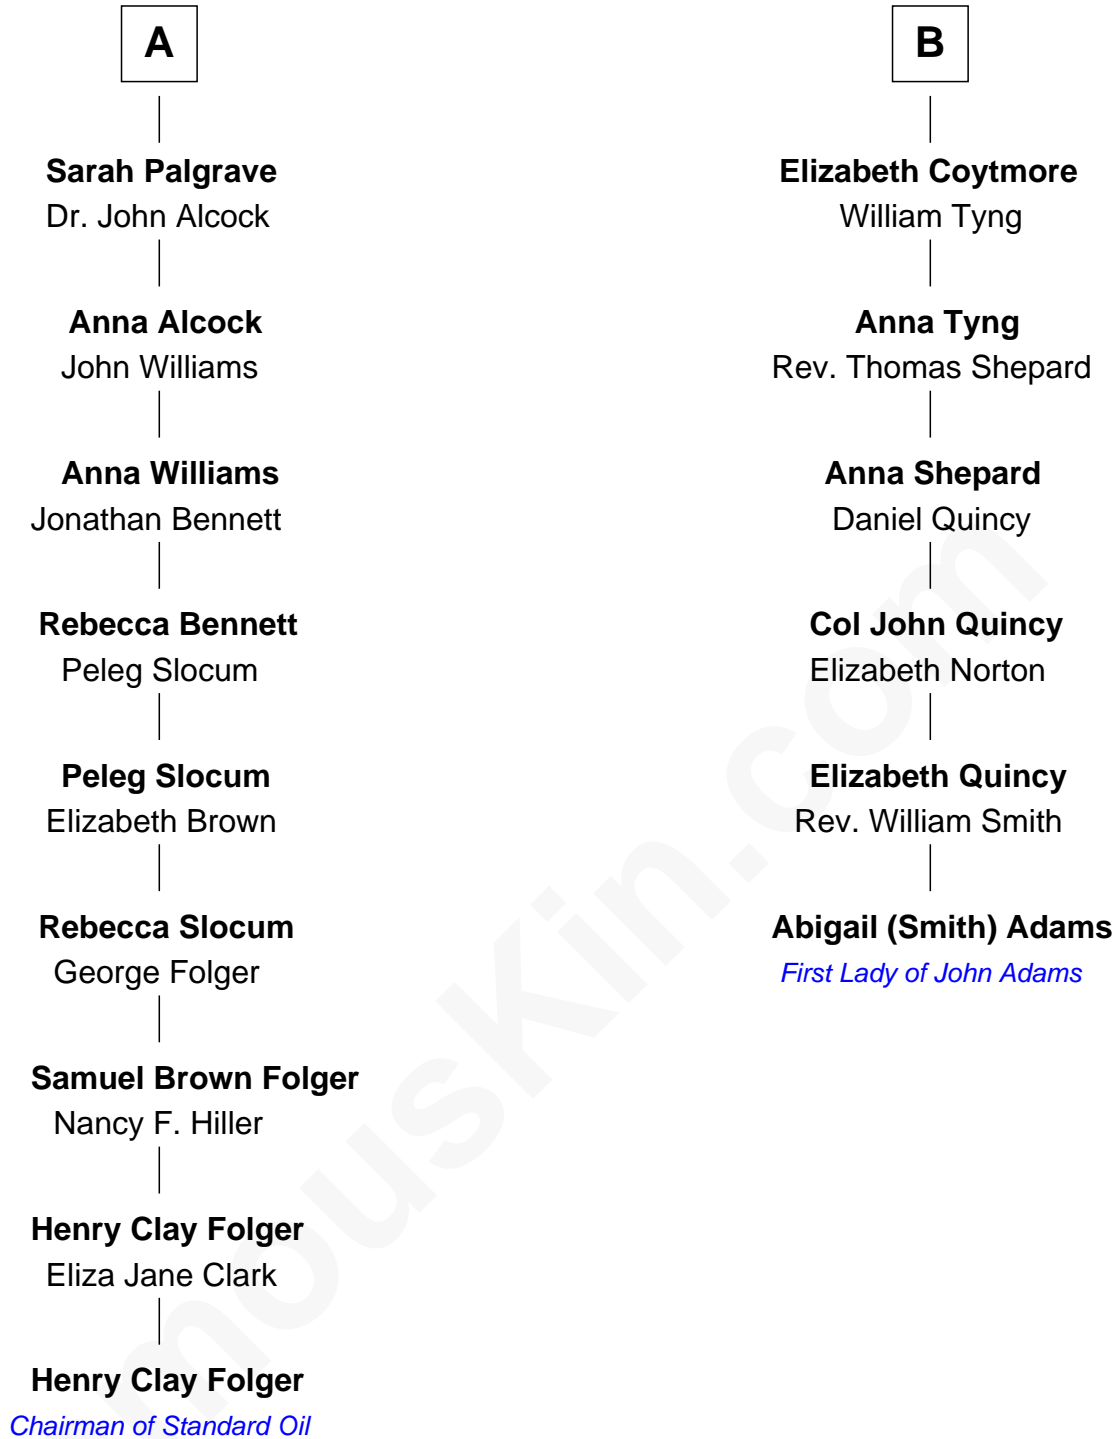 A
Sarah Palgrave
Dr. John Alcock
Anna Alcock
John Williams
Anna Williams
Jonathan Bennett
Rebecca Bennett
Peleg Slocum
Peleg Slocum
Elizabeth Brown
Rebecca Slocum
George Folger
Samuel Brown Folger
Nancy F. Hiller
Henry Clay Folger
Eliza Jane Clark
Henry Clay Folger
Chairman of Standard Oil
B
Elizabeth Coytmore
William Tyng
Anna Tyng
Rev. Thomas Shepard
Anna Shepard
Daniel Quincy
Col John Quincy
Elizabeth Norton
Elizabeth Quincy
Rev. William Smith
Abigail (Smith) Adams
First Lady of John Adams
mousKin.com